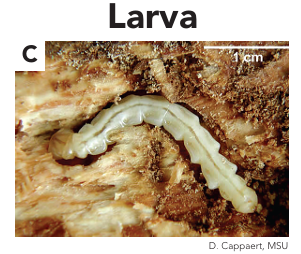 Larva
C
1 cm
D. Cappaert, MSU